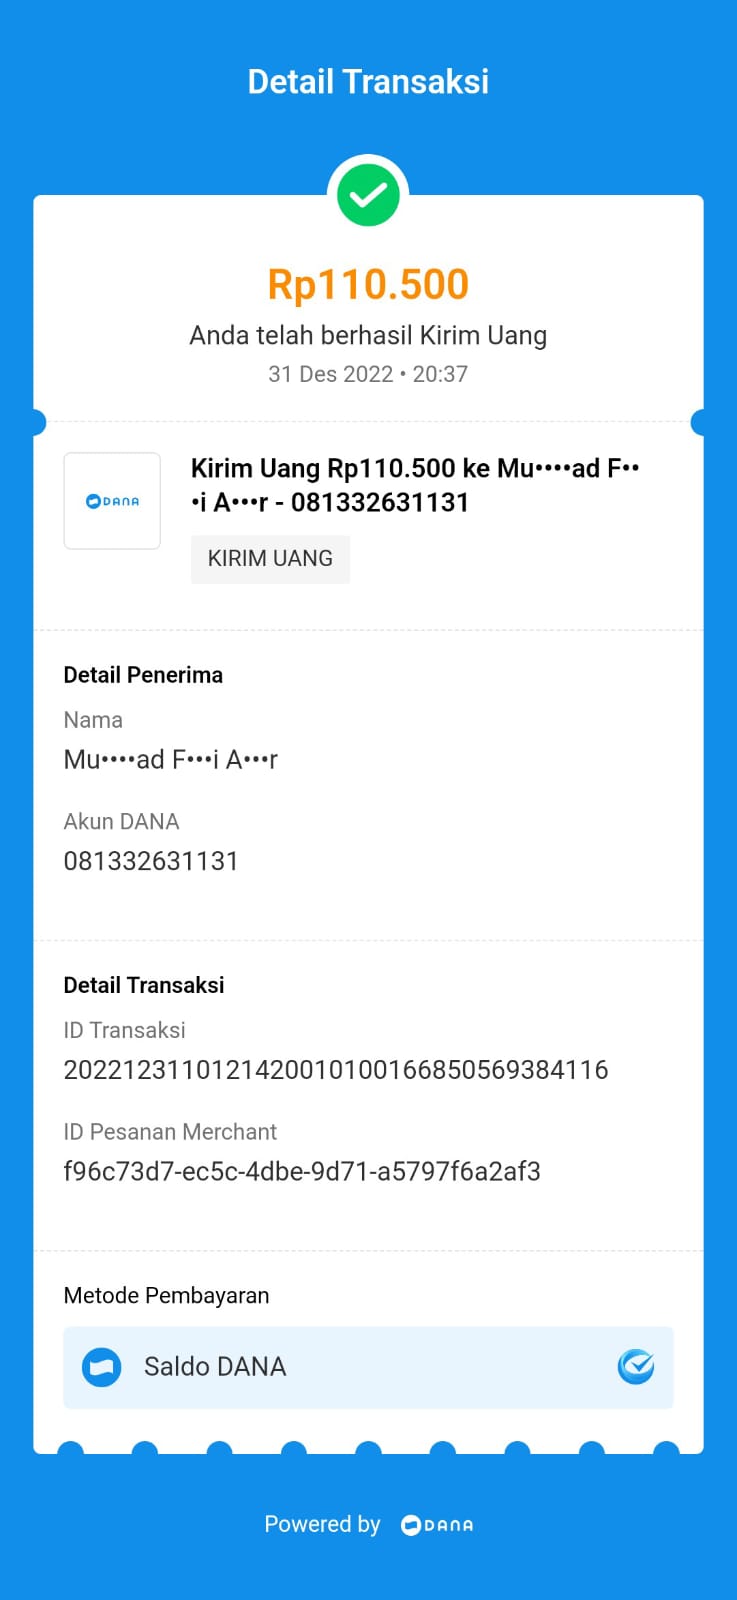 Detail Transaksi
Rp110.500
Anda telah berhasil Kirim Uang
31 Des 2022 • 20:37
DANA
Kirim Uang Rp110.500 ke Mu••••ad F••
•i A•••r - 081332631131
KIRIM UANG
Detail Penerima
Nama
Mu••••ad F•••i A•••r
Akun DANA
081332631131
Detail Transaksi
ID Transaksi
2022123110121420010100166850569384116
ID Pesanan Merchant
f96c73d7-ec5c-4dbe-9d71-a5797f6a2af3
Metode Pembayaran
Saldo DANA
Powered by DANA